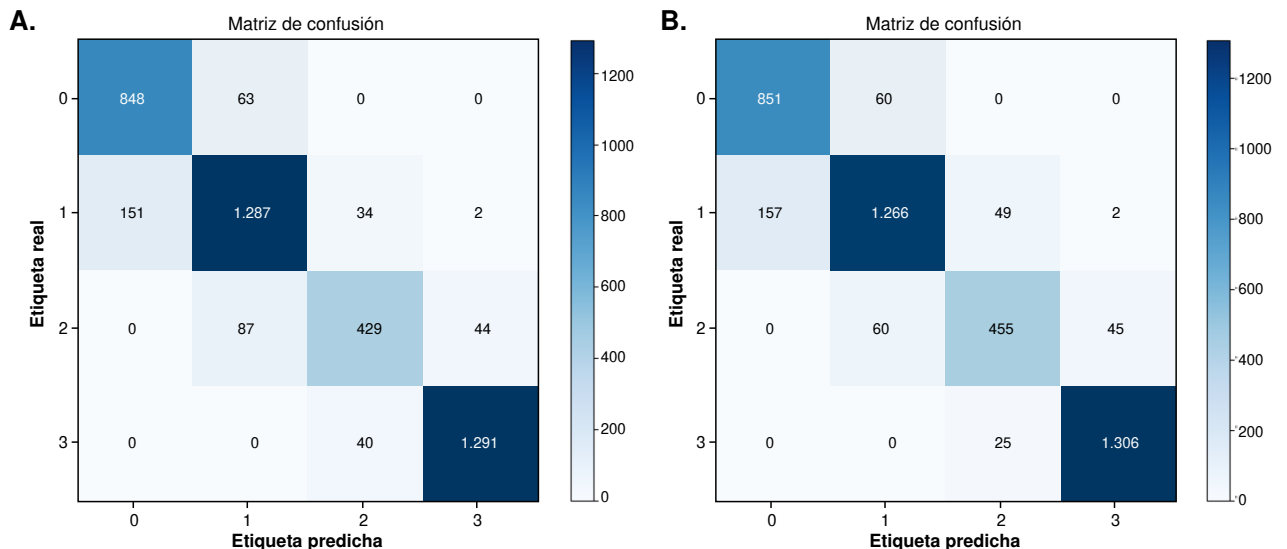 A.
Matriz de confusión
Etiqueta real
0 848 63 0 0
1 151 1.287 34 2
2 0 87 429 44
3 0 0 40 1.291
0 1 2 3
Etiqueta predicha
1200
1000
800
600
400
200
0
B.
Matriz de confusión
Etiqueta real
0 851 60 0 0
1 157 1.266 49 2
2 0 60 455 45
3 0 0 25 1.306
0 1 2 3
Etiqueta predicha
1200
1000
800
600
400
200
0